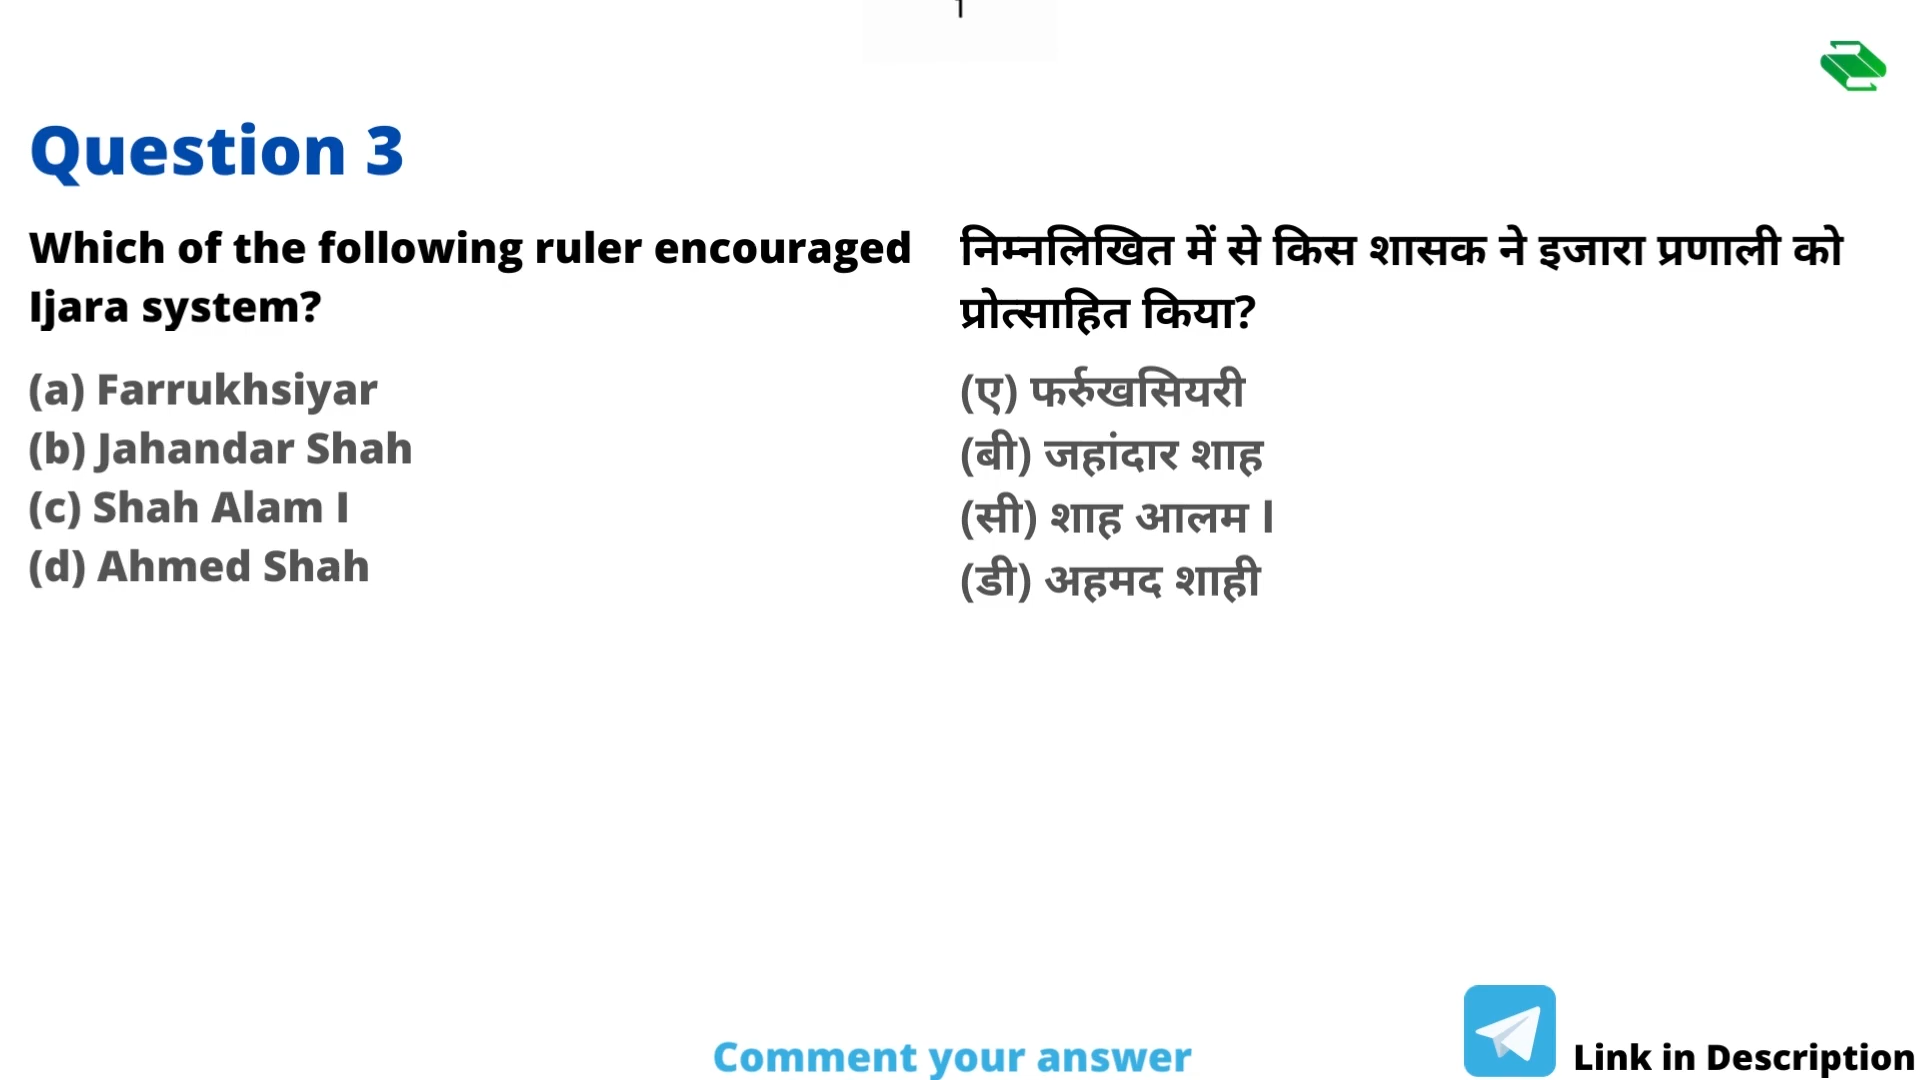 Question 3
Which of the following ruler encouraged
Ijara system?
(a) Farrukhsiyar
(b) Jahandar Shah
(c) Shah Alam I
(d) Ahmed Shah
निम्नलिखित में से किस शासक ने इजारा प्रणाली को
प्रोत्साहित किया?
(ए) फर्रुखसियरी
(बी) जहांदार शाह
(सी) शाह आलम I
(डी) अहमद शाही
Comment your answer
Link in Description